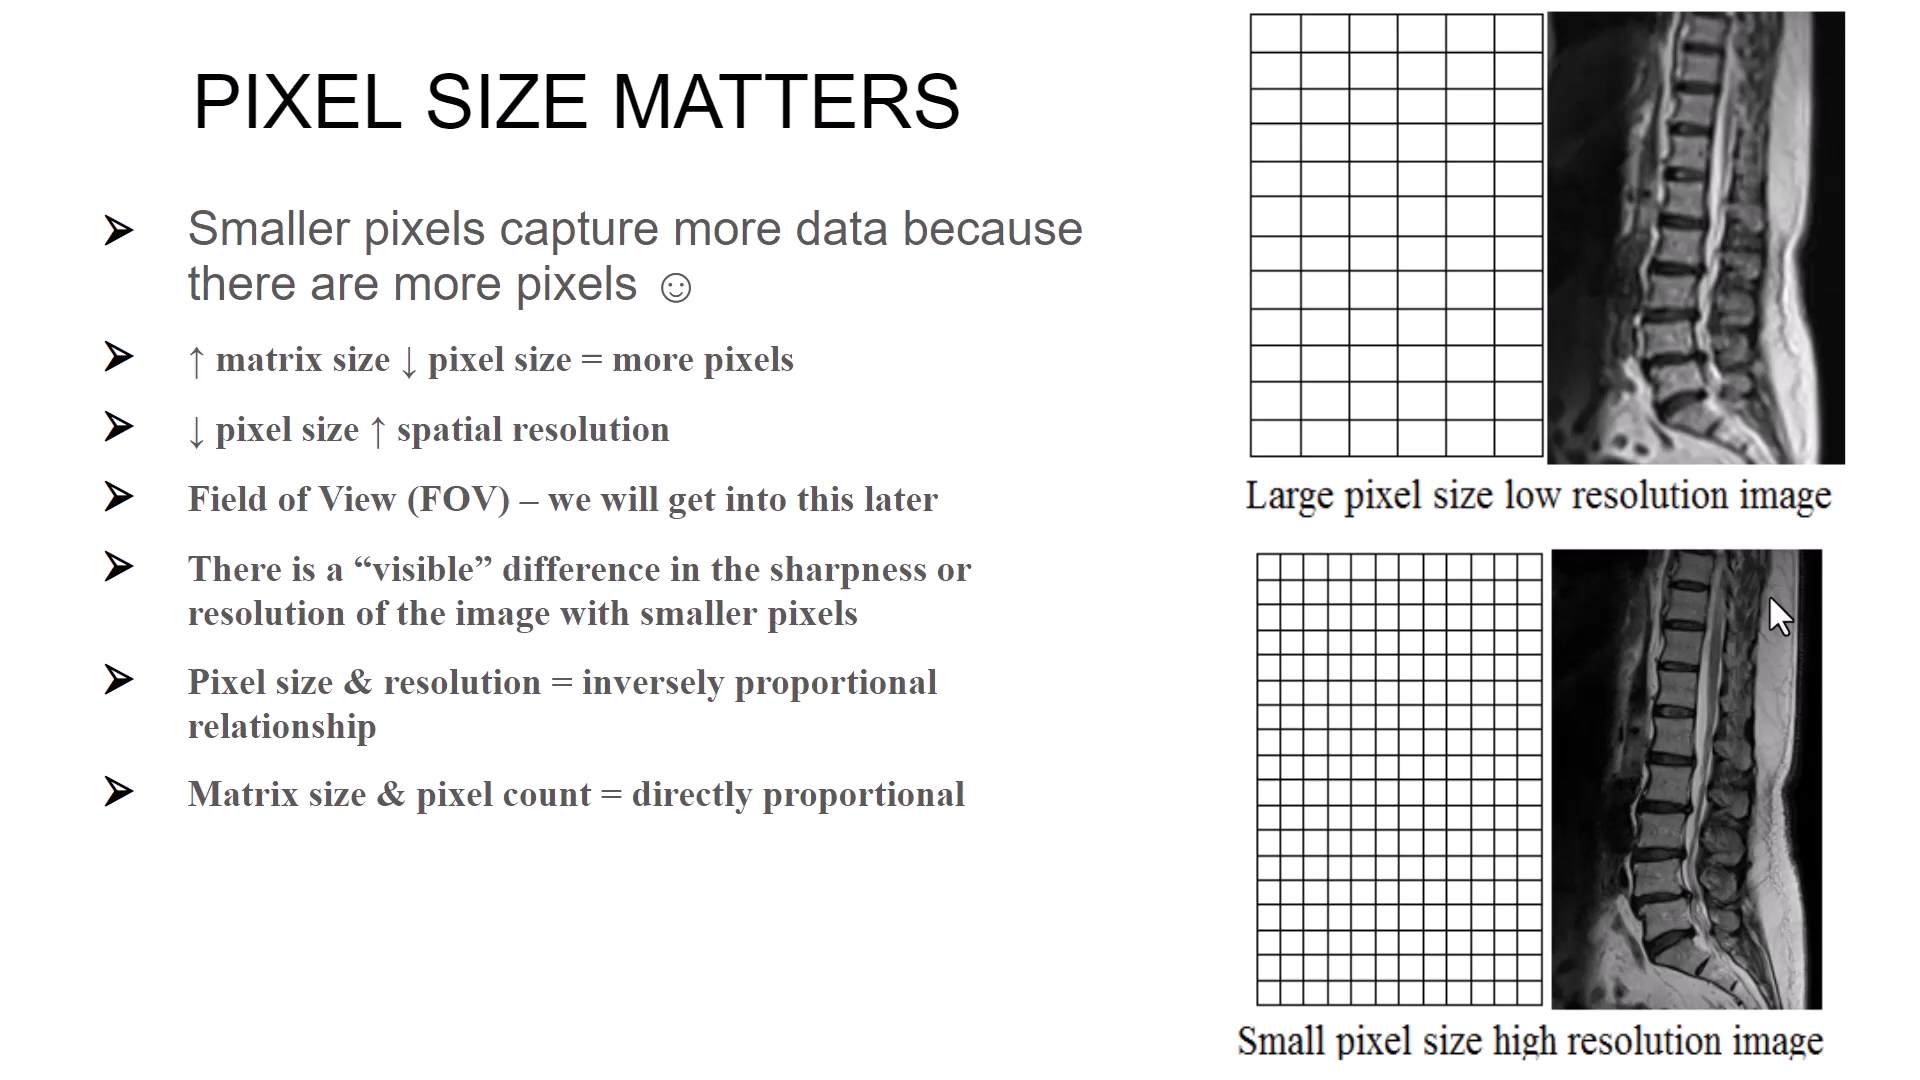 PIXEL SIZE MATTERS
➢ Smaller pixels capture more data because
there are more pixels ☺
➢ ↑ matrix size ↓ pixel size = more pixels
➢ ↓ pixel size ↑ spatial resolution
➢ Field of View (FOV) – we will get into this later
➢ There is a “visible” difference in the sharpness or
resolution of the image with smaller pixels
➢ Pixel size & resolution = inversely proportional
relationship
➢ Matrix size & pixel count = directly proportional
Large pixel size low resolution image
Small pixel size high resolution image